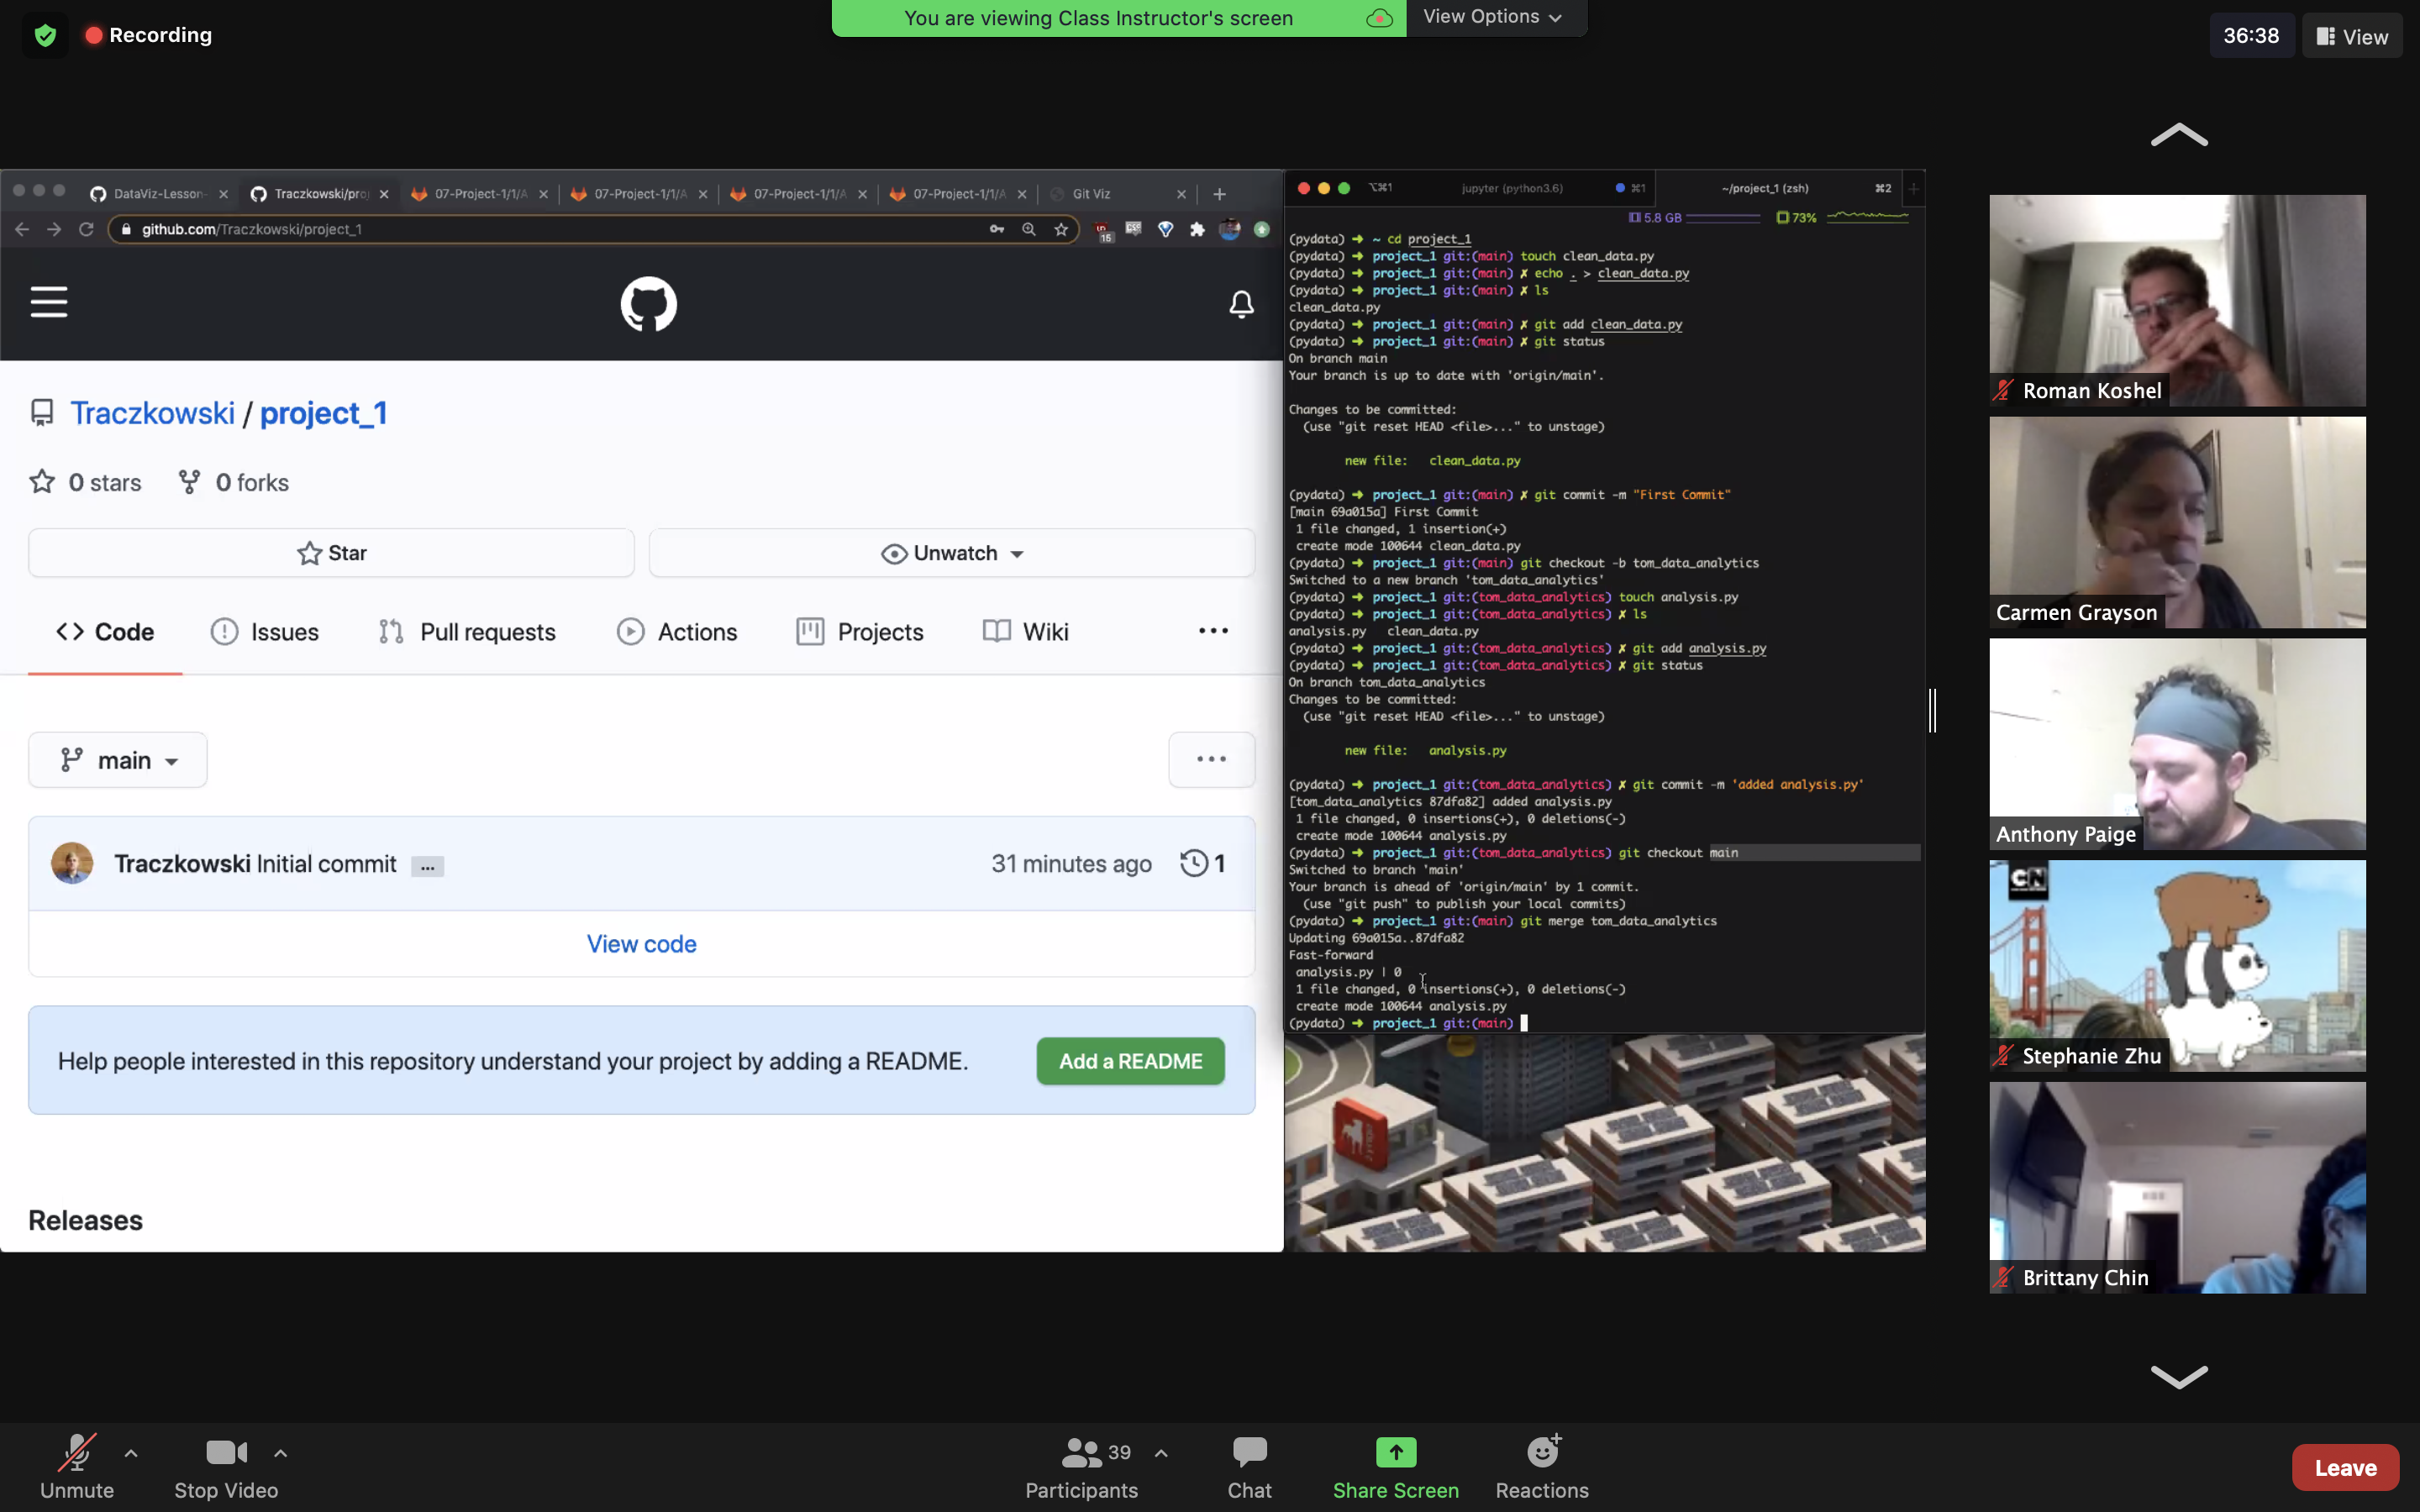 Recording
You are viewing Class Instructor's screen
View Options
36:38
View
DataViz-Lesson-
Traczkowski/proj
07-Project-1/1/A
07-Project-1/1/A
07-Project-1/1/A
07-Project-1/1/A
Git Viz
github.com/Traczkowski/project_1
15
Traczkowski / project_1
0 stars
0 forks
Star
Unwatch
Code
Issues
Pull requests
Actions
Projects
Wiki
main
Traczkowski Initial commit
31 minutes ago
1
View code
Help people interested in this repository understand your project by adding a README.
Add a README
Releases
⌥⌘1
jupyter (python3.6)
⌘1
~/project_1 (zsh)
⌘2
5.8 GB
73%
(pydata) ➜ ~ cd project_1
(pydata) ➜ project_1 git:(main) touch clean_data.py
(pydata) ➜ project_1 git:(main) ✗ echo . > clean_data.py
(pydata) ➜ project_1 git:(main) ✗ ls
clean_data.py
(pydata) ➜ project_1 git:(main) ✗ git add clean_data.py
(pydata) ➜ project_1 git:(main) ✗ git status
On branch main
Your branch is up to date with 'origin/main'.
Changes to be committed:
(use "git reset HEAD <file>..." to unstage)
new file: clean_data.py
(pydata) ➜ project_1 git:(main) ✗ git commit -m "First Commit"
[main 69a015a] First Commit
1 file changed, 1 insertion(+)
create mode 100644 clean_data.py
(pydata) ➜ project_1 git:(main) git checkout -b tom_data_analytics
Switched to a new branch 'tom_data_analytics'
(pydata) ➜ project_1 git:(tom_data_analytics) touch analysis.py
(pydata) ➜ project_1 git:(tom_data_analytics) ✗ ls
analysis.py clean_data.py
(pydata) ➜ project_1 git:(tom_data_analytics) ✗ git add analysis.py
(pydata) ➜ project_1 git:(tom_data_analytics) ✗ git status
On branch tom_data_analytics
Changes to be committed:
(use "git reset HEAD <file>..." to unstage)
new file: analysis.py
(pydata) ➜ project_1 git:(tom_data_analytics) ✗ git commit -m 'added analysis.py'
[tom_data_analytics 87dfa82] added analysis.py
1 file changed, 0 insertions(+), 0 deletions(-)
create mode 100644 analysis.py
(pydata) ➜ project_1 git:(tom_data_analytics) git checkout main
Switched to branch 'main'
Your branch is ahead of 'origin/main' by 1 commit.
(use "git push" to publish your local commits)
(pydata) ➜ project_1 git:(main) git merge tom_data_analytics
Updating 69a015a..87dfa82
Fast-forward
analysis.py | 0
1 file changed, 0 insertions(+), 0 deletions(-)
create mode 100644 analysis.py
(pydata) ➜ project_1 git:(main)
Roman Koshel
Carmen Grayson
Anthony Paige
CN
Stephanie Zhu
Brittany Chin
Unmute
Stop Video
39
Participants
Chat
Share Screen
Reactions
Leave